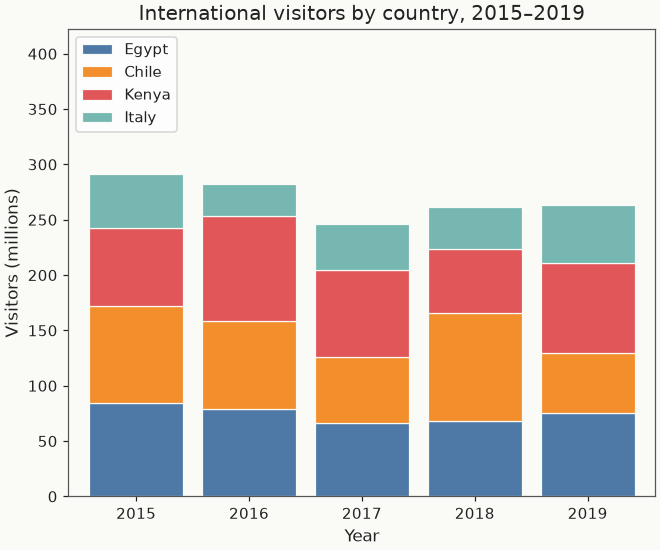 International visitors by country, 2015–2019
Egypt
Chile
Kenya
Italy
400
350
300
250
200
150
100
50
0
Visitors (millions)
2015 2016 2017 2018 2019
Year